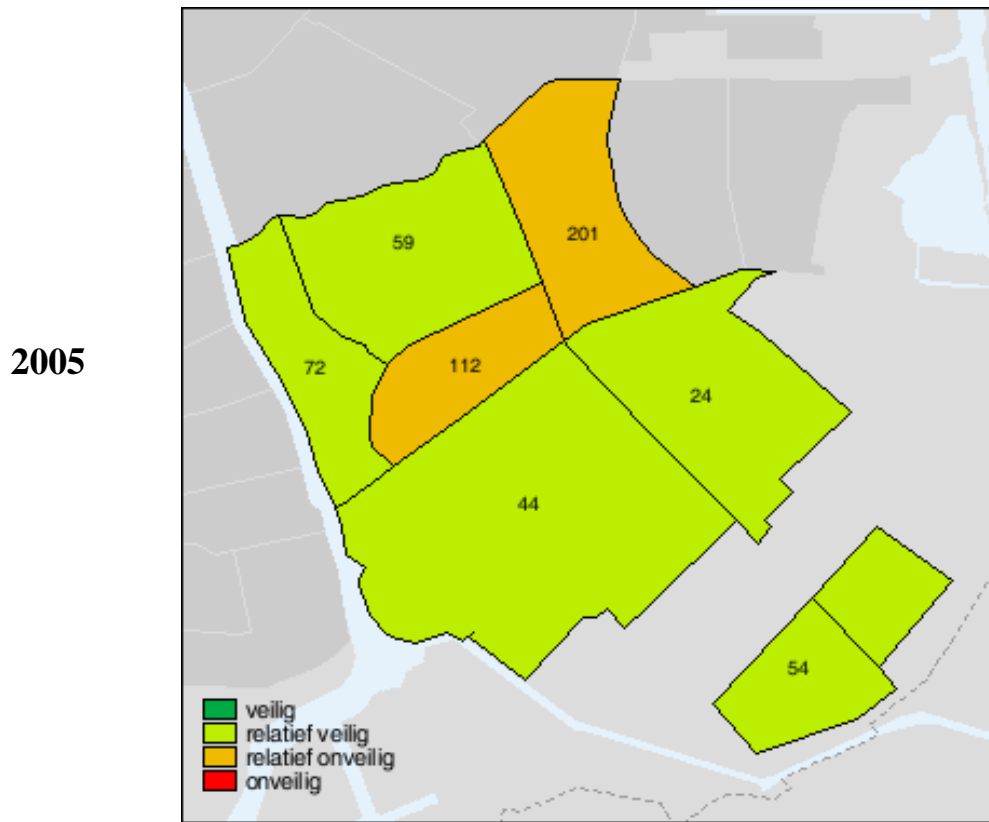 201
59
2005
72
112
24
44
54
veilig
relatief veilig
relatief onveilig
onveilig